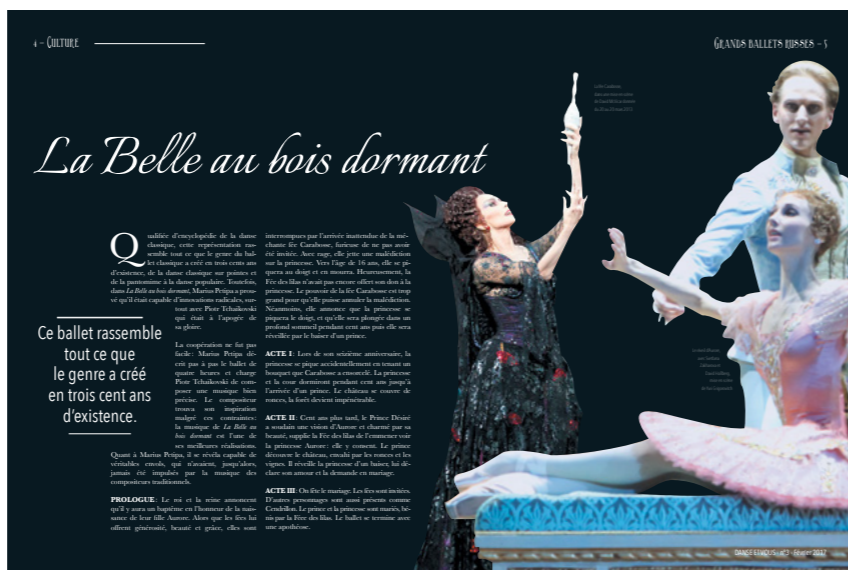 4 – Culture
Grands ballets russes – 5
La Belle au bois dormant
Qualifiée d'encyclopédie de la danse
classique, cette représentation ras-
semble tout ce que le genre du bal-
let classique a créé en trois cents ans
d'existence, de la danse classique sur pointes et
de la pantomime à la danse populaire. Toutefois,
dans La Belle au bois dormant, Marius Petipa a prou-
vé qu'il était capable d'innovations radicales, sur-
tout avec Piotr Tchaikovski
qui était à l'apogée de
sa gloire.
Ce ballet rassemble
tout ce que
le genre a créé
en trois cent ans
d'existence.
La coopération ne fut pas
facile : Marius Petipa dé-
crit pas à pas le ballet de
quatre heures et charge
Piotr Tchaikovski de com-
poser une musique bien
précise. Le compositeur
trouva son inspiration
malgré ces contraintes :
la musique de La Belle au
bois dormant est l'une de
ses meilleures réalisations.
Quant à Marius Petipa, il se révéla capable de
véritables envols, qui n'avaient, jusqu'alors,
jamais été impulsés par la musique des
compositeurs traditionnels.
PROLOGUE : Le roi et la reine annoncent
qu'il y aura un baptême en l'honneur de la nais-
sance de leur fille Aurore. Alors que les fées lui
offrent générosité, beauté et grâce, elles sont
interrompues par l'arrivée inattendue de la mé-
chante fée Carabosse, furieuse de ne pas avoir
été invitée. Avec rage, elle jette une malédiction
sur la princesse. Vers l'âge de 16 ans, elle se pi-
quera au doigt et en mourra. Heureusement, la
Fée des lilas n'avait pas encore offert son don à la
princesse. Le pouvoir de la fée Carabosse est trop
grand pour qu'elle puisse annuler la malédiction.
Néanmoins, elle annonce que la princesse se
piquera le doigt, et qu'elle sera plongée dans un
profond sommeil pendant cent ans puis elle sera
réveillée par le baiser d'un prince.
ACTE I : Lors de son seizième anniversaire, la
princesse se pique accidentellement en tenant un
bouquet que Carabosse a ensorcelé. La princesse
et la cour dormiront pendant cent ans jusqu'à
l'arrivée d'un prince. Le château se couvre de
ronces, la forêt devient impénétrable.
ACTE II : Cent ans plus tard, le Prince Désiré
a soudain une vision d'Aurore et charmé par sa
beauté, supplie la Fée des lilas de l'emmener voir
la princesse Aurore : elle y consent. Le prince
découvre le château, envahi par les ronces et les
vignes. Il réveille la princesse d'un baiser, lui dé-
clare son amour et la demande en mariage.
ACTE III : On fête le mariage. Les fées sont invitées.
D'autres personnages sont aussi présents comme
Cendrillon. Le prince et la princesse sont mariés, bé-
nis par la Fée des lilas. Le ballet se termine avec
une apothéose.
DANSE ET VOUS - n°3 - Février 2017